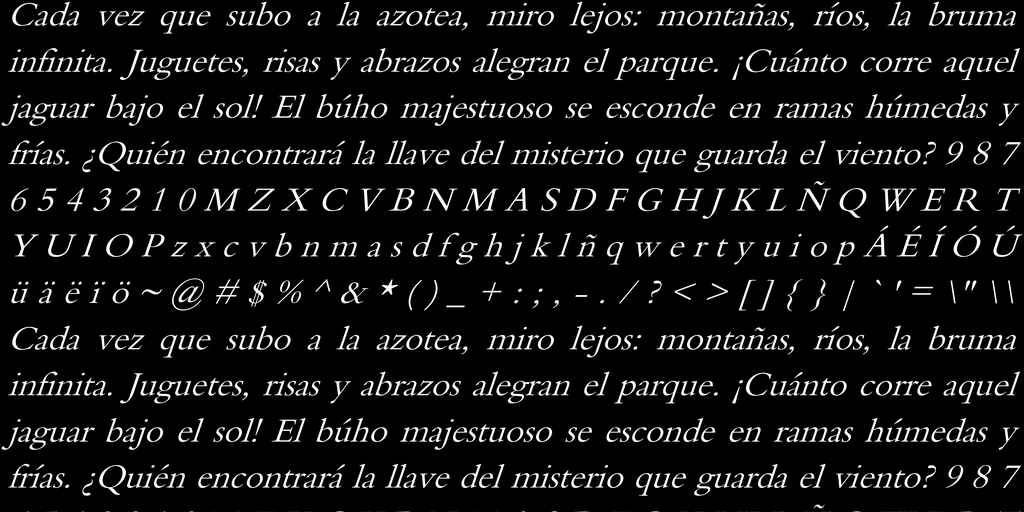 Cada vez que subo a la azotea, miro lejos: montañas, ríos, la bruma
infinita. Juguetes, risas y abrazos alegran el parque. ¡Cuánto corre aquel
jaguar bajo el sol! El búho majestuoso se esconde en ramas húmedas y
frías. ¿Quién encontrará la llave del misterio que guarda el viento? 9 8 7
6 5 4 3 2 1 0 M Z X C V B N M A S D F G H J K L Ñ Q W E R T
Y U I O P z x c v b n m a s d f g h j k l ñ q w e r t y u i o p Á É Í Ó Ú
ü ä ë ï ö ~ @ # $ % ^ & * ( ) _ + : ; , - . / ? < > [ ] { } | ` ' = \" \\
Cada vez que subo a la azotea, miro lejos: montañas, ríos, la bruma
infinita. Juguetes, risas y abrazos alegran el parque. ¡Cuánto corre aquel
jaguar bajo el sol! El búho majestuoso se esconde en ramas húmedas y
frías. ¿Quién encontrará la llave del misterio que guarda el viento? 9 8 7